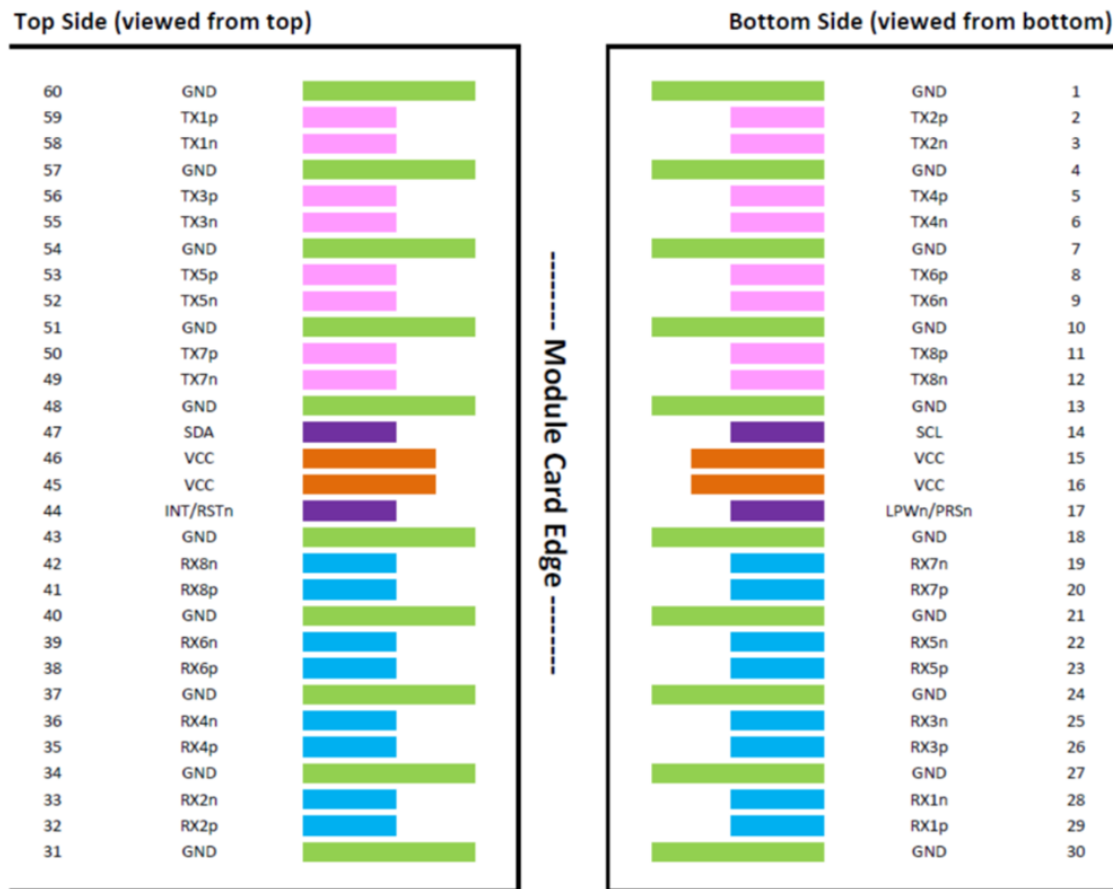 Top Side (viewed from top) Bottom Side (viewed from bottom)
60 GND GND 1
59 TX1p TX2p 2
58 TX1n TX2n 3
57 GND GND 4
56 TX3p TX4p 5
55 TX3n TX4n 6
54 GND GND 7
53 TX5p TX6p 8
52 TX5n TX6n 9
51 GND GND 10
50 TX7p TX8p 11
49 TX7n TX8n 12
48 GND GND 13
47 SDA SCL 14
46 VCC VCC 15
45 VCC VCC 16
44 INT/RSTn LPWn/PRSn 17
43 GND GND 18
42 RX8n RX7n 19
41 RX8p RX7p 20
40 GND GND 21
39 RX6n RX5n 22
38 RX6p RX5p 23
37 GND GND 24
36 RX4n RX3n 25
35 RX4p RX3p 26
34 GND GND 27
33 RX2n RX1n 28
32 RX2p RX1p 29
31 GND GND 30
-------- Module Card Edge --------